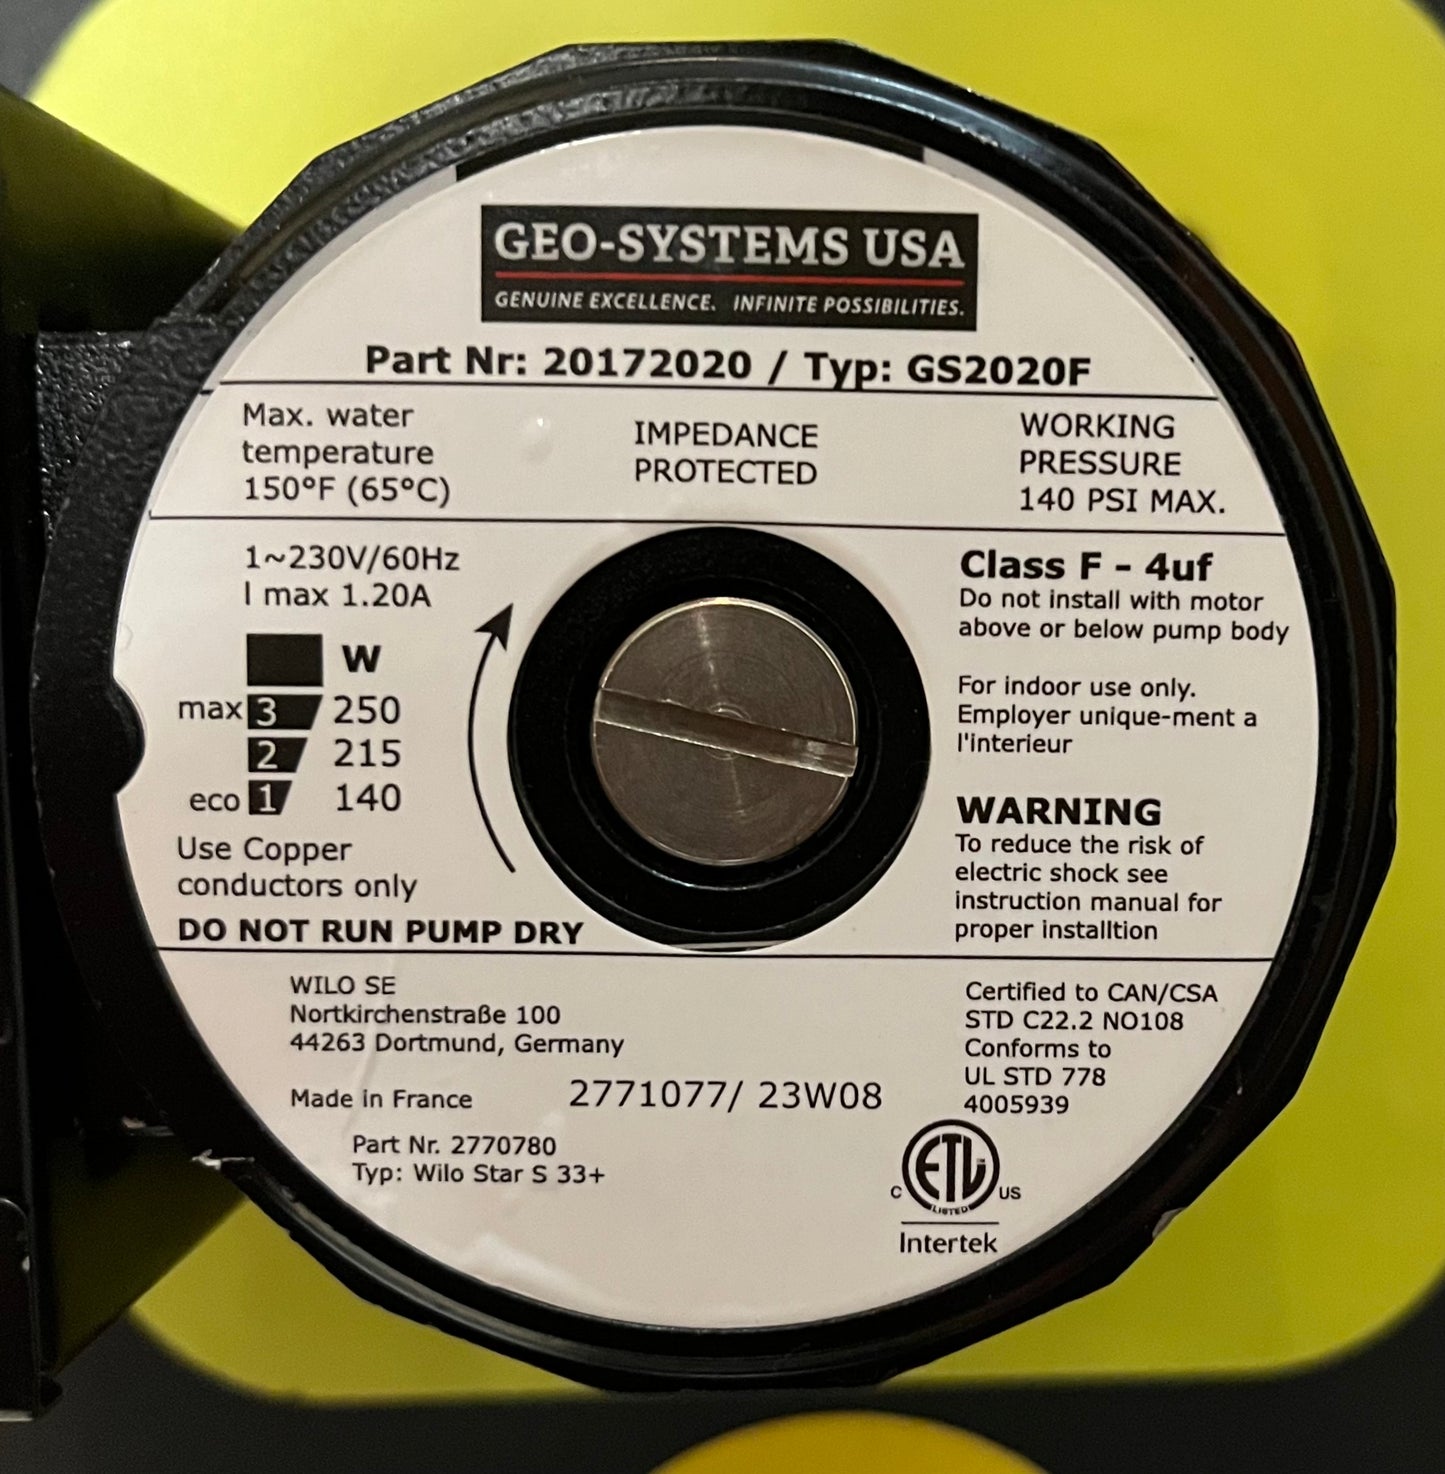 GEO-SYSTEMS USA
GENUINE EXCELLENCE. INFINITE POSSIBILITIES.
Part Nr: 20172020 / Typ: GS2020F
Max. water
temperature
150°F (65°C)
IMPEDANCE
PROTECTED
WORKING
PRESSURE
140 PSI MAX.
1~230V/60Hz
I max 1.20A
W
max 3 250
2 215
eco 1 140
Use Copper
conductors only
DO NOT RUN PUMP DRY
Class F - 4uf
Do not install with motor
above or below pump body
For indoor use only.
Employer unique-ment a
l'interieur
WARNING
To reduce the risk of
electric shock see
instruction manual for
proper installtion
WILO SE
Nortkirchenstraße 100
44263 Dortmund, Germany
Made in France
2771077/ 23W08
Part Nr. 2770780
Typ: Wilo Star S 33+
Certified to CAN/CSA
STD C22.2 NO108
Conforms to
UL STD 778
4005939
ETL
C US
LISTED
Intertek